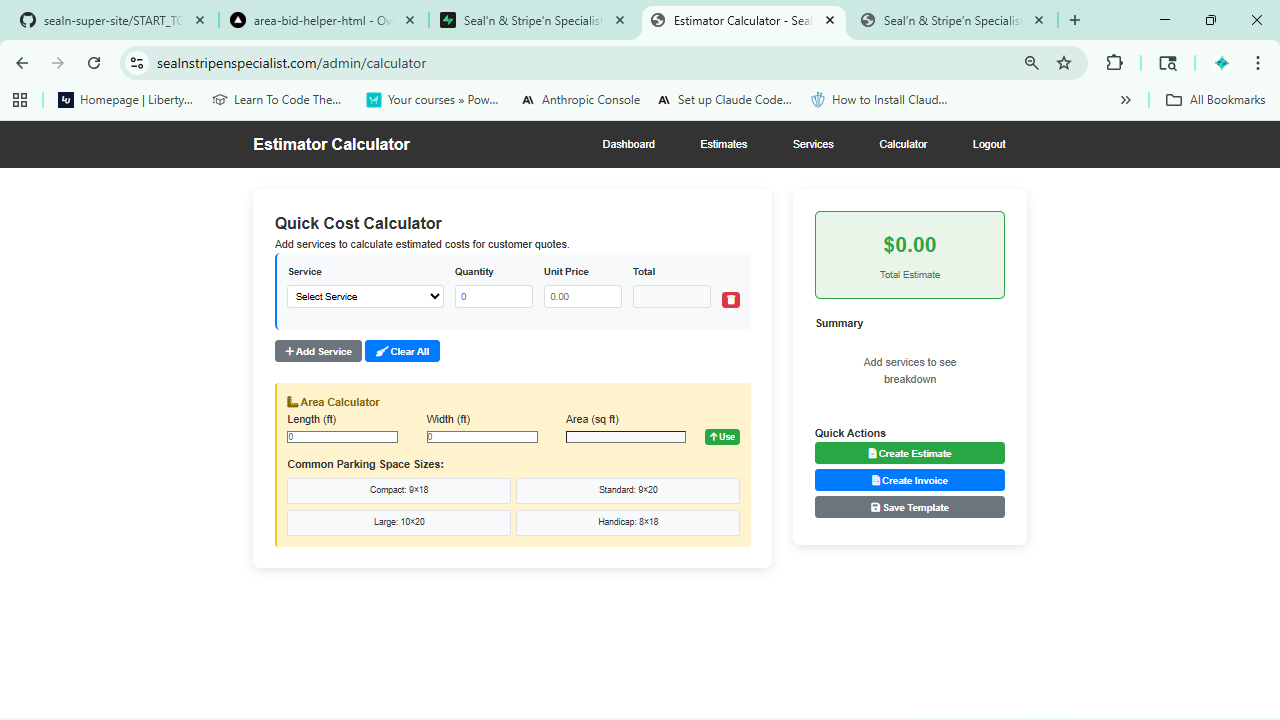 sealn-super-site/START_TO
area-bid-helper-html - Ove
Seal'n & Stripe'n Specialist
Estimator Calculator - Seal
Seal'n & Stripe'n Specialis
sealnstripenspecialist.com/admin/calculator
Homepage | Liberty...
Learn To Code The...
Your courses » Pow...
Anthropic Console
Set up Claude Code...
How to Install Claud...
All Bookmarks
Estimator Calculator
Dashboard
Estimates
Services
Calculator
Logout
Quick Cost Calculator
Add services to calculate estimated costs for customer quotes.
Service Quantity Unit Price Total
Select Service 0 0.00
Add Service Clear All
Area Calculator
Length (ft) Width (ft) Area (sq ft)
0 0 Use
Common Parking Space Sizes:
Compact: 9×18 Standard: 9×20
Large: 10×20 Handicap: 8×18
$0.00
Total Estimate
Summary
Add services to see
breakdown
Quick Actions
Create Estimate
Create Invoice
Save Template